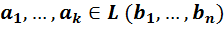 a₁, … , aₖ ∈ L (b₁, … , bₙ)